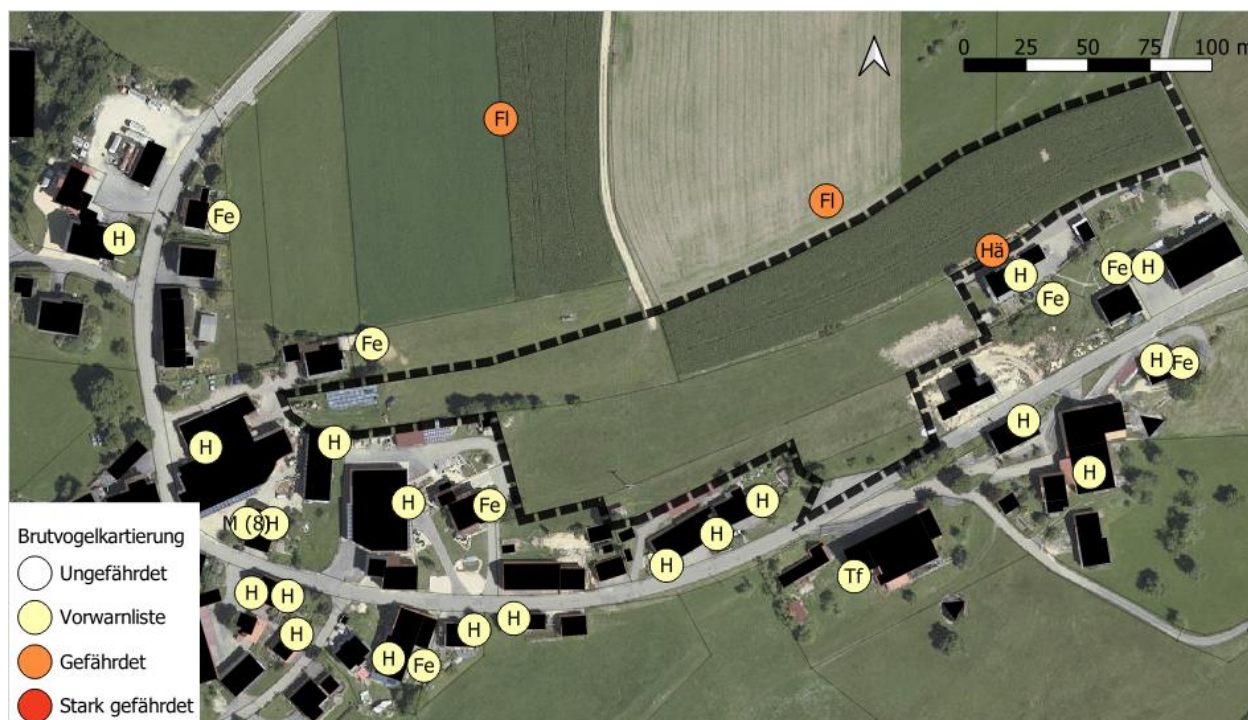 0 25 50 75 100 m
Fl
Fl
Fe
H
Hä
H
Fe H
Fe
Fe
H Fe
H
H
H
H
H
Fe
H
H
H
M (8) H
Tf
H H
H
H
H
H Fe
Brutvogelkartierung
Ungefährdet
Vorwarnliste
Gefährdet
Stark gefährdet